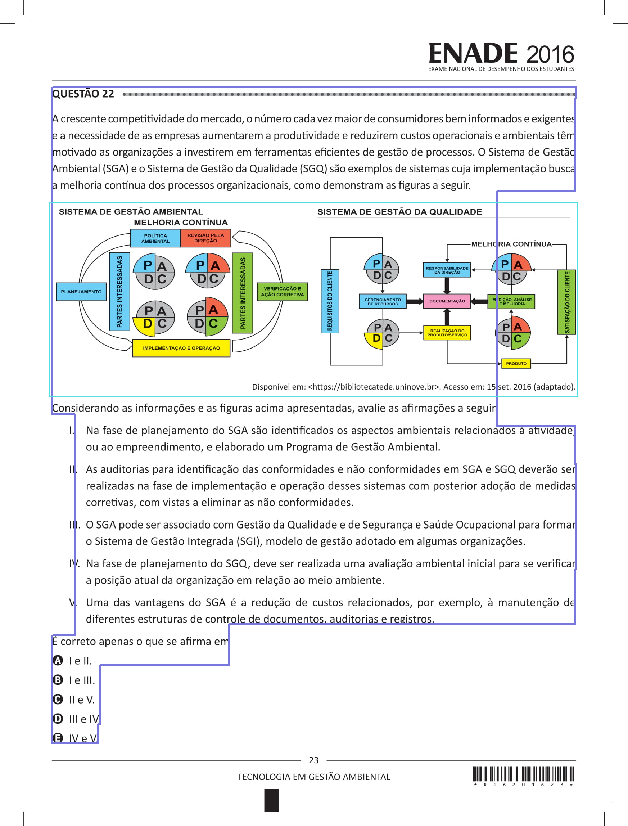 ENADE 2016
EXAME NACIONAL DE DESEMPENHO DOS ESTUDANTES
QUESTÃO 22
A crescente competitividade do mercado, o número cada vez maior de consumidores bem informados e exigentes
e a necessidade de as empresas aumentarem a produtividade e reduzirem custos operacionais e ambientais têm
motivado as organizações a investirem em ferramentas eficientes de gestão de processos. O Sistema de Gestão
Ambiental (SGA) e o Sistema de Gestão da Qualidade (SGQ) são exemplos de sistemas cuja implementação busca
a melhoria contínua dos processos organizacionais, como demonstram as figuras a seguir.
SISTEMA DE GESTÃO AMBIENTAL
MELHORIA CONTÍNUA
POLÍTICA
AMBIENTAL
REVISÃO PELA
DIREÇÃO
PLANEJAMENTO
PARTES INTERESSADAS
P A
D C
P A
D C
P A
D C
P A
D C
PARTES INTERESSADAS
VERIFICAÇÃO E
AÇÃO CORRETIVA
IMPLEMENTAÇÃO E OPERAÇÃO
SISTEMA DE GESTÃO DA QUALIDADE
MELHORIA CONTÍNUA
REQUISITOS DO CLIENTE
P A
D C
RESPONSABILIDADE
DA DIREÇÃO
P A
D C
GERENCIAMENTO
DE RECURSOS
DOCUMENTAÇÃO
MEDIÇÃO, ANÁLISE
E MELHORIA
P A
D C
REALIZAÇÃO DO
PRODUTO/SERVIÇO
P A
D C
PRODUTO
SATISFAÇÃO DO CLIENTE
Disponível em: <https://bibliotecatede.uninove.br>. Acesso em: 15 set. 2016 (adaptado).
Considerando as informações e as figuras acima apresentadas, avalie as afirmações a seguir
I. Na fase de planejamento do SGA são identificados os aspectos ambientais relacionados à atividade
ou ao empreendimento, e elaborado um Programa de Gestão Ambiental.
II. As auditorias para identificação das conformidades e não conformidades em SGA e SGQ deverão ser
realizadas na fase de implementação e operação desses sistemas com posterior adoção de medidas
corretivas, com vistas a eliminar as não conformidades.
III. O SGA pode ser associado com Gestão da Qualidade e de Segurança e Saúde Ocupacional para formar
o Sistema de Gestão Integrada (SGI), modelo de gestão adotado em algumas organizações.
IV. Na fase de planejamento do SGQ, deve ser realizada uma avaliação ambiental inicial para se verificar
a posição atual da organização em relação ao meio ambiente.
V. Uma das vantagens do SGA é a redução de custos relacionados, por exemplo, à manutenção de
diferentes estruturas de controle de documentos, auditorias e registros.
É correto apenas o que se afirma em
A I e II.
B I e III.
C II e V.
D III e IV
E IV e V
23
TECNOLOGIA EM GESTÃO AMBIENTAL